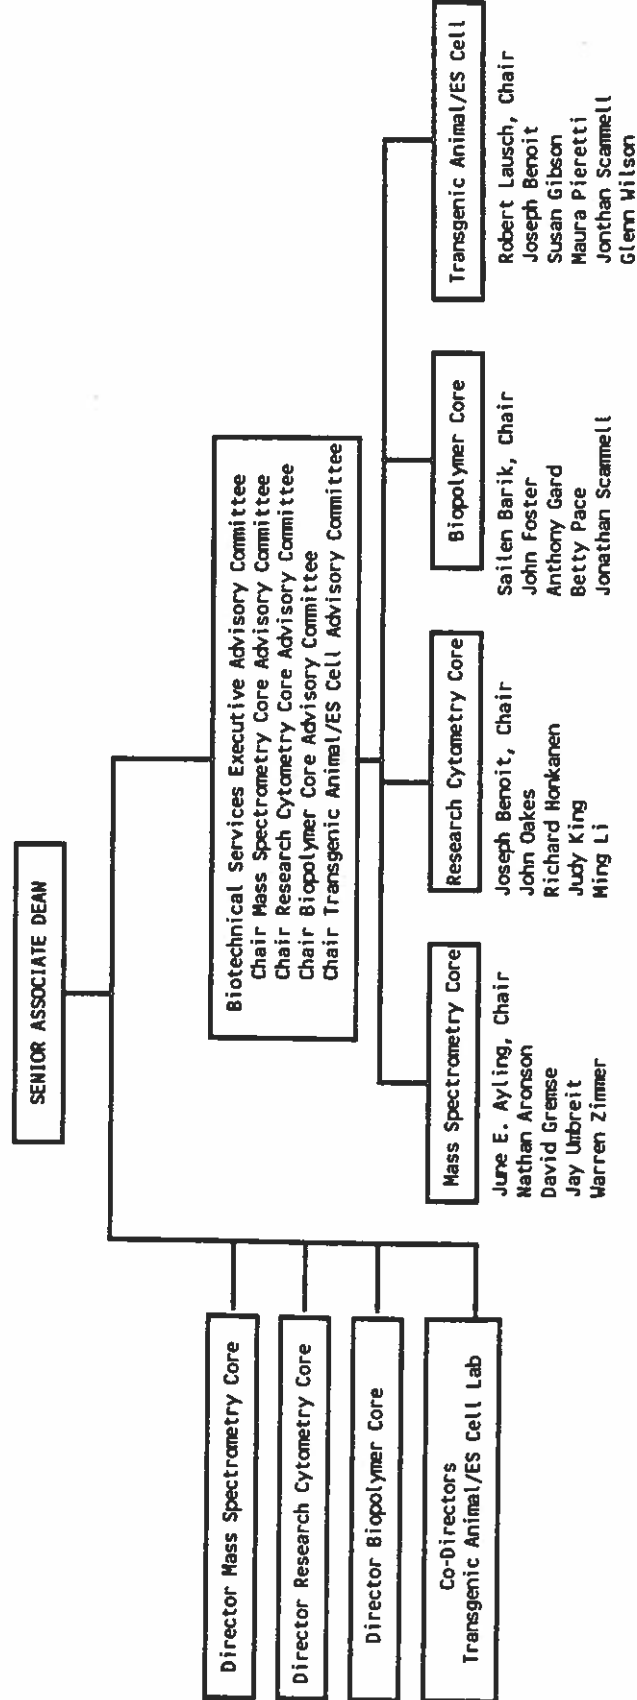 SENIOR ASSOCIATE DEAN
Director Mass Spectrometry Core
Director Research Cytometry Core
Director Biopolymer Core
Co-Directors
Transgenic Animal/ES Cell Lab
Biotechnical Services Executive Advisory Committee
Chair Mass Spectrometry Core Advisory Committee
Chair Research Cytometry Core Advisory Committee
Chair Biopolymer Core Advisory Committee
Chair Transgenic Animal/ES Cell Advisory Committee
Mass Spectrometry Core
June E. Ayling, Chair
Nathan Aronson
David Gremse
Jay Umbreit
Warren Zimmer
Research Cytometry Core
Joseph Benoit, Chair
John Oakes
Richard Honkanen
Judy King
Ming Li
Biopolymer Core
Sailen Barik, Chair
John Foster
Anthony Gard
Betty Pace
Jonathan Scammell
Transgenic Animal/ES Cell
Robert Lausch, Chair
Joseph Benoit
Susan Gibson
Maura Pieretti
Jonthan Scammell
Glenn Wilson